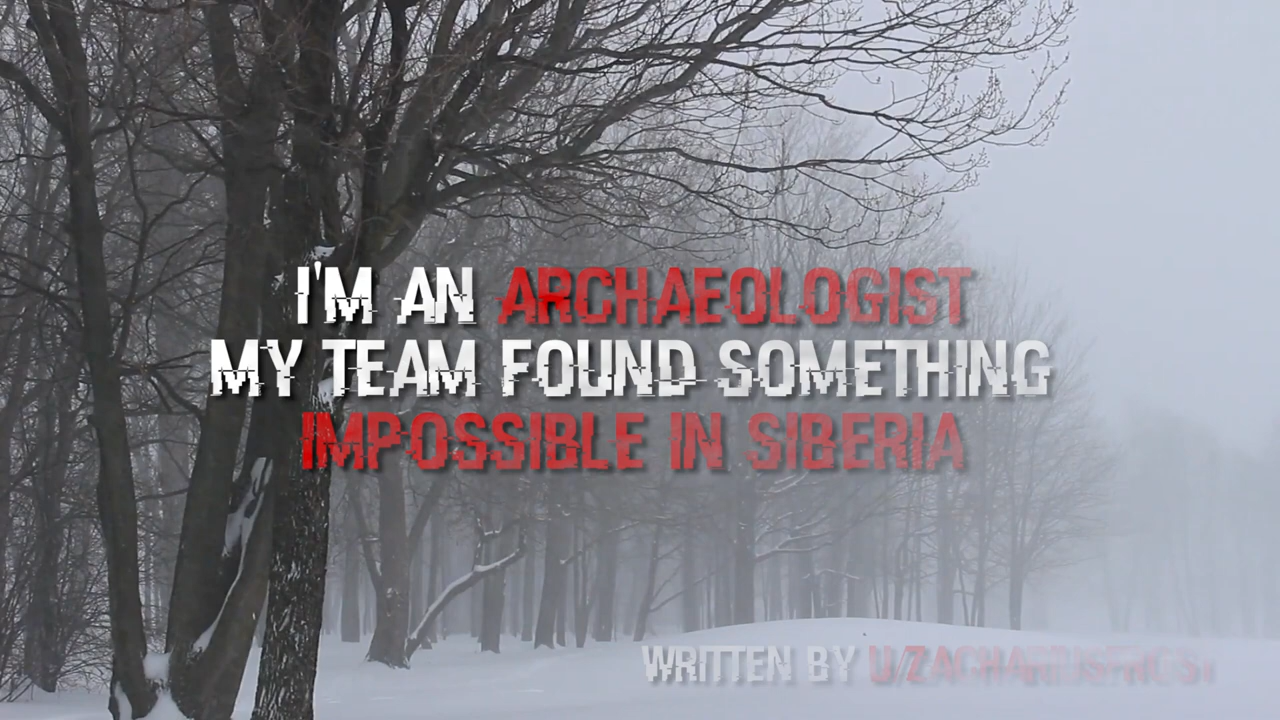 I'M AN ARCHAEOLOGIST
MY TEAM FOUND SOMETHING
IMPOSSIBLE IN SIBERIA
WRITTEN BY